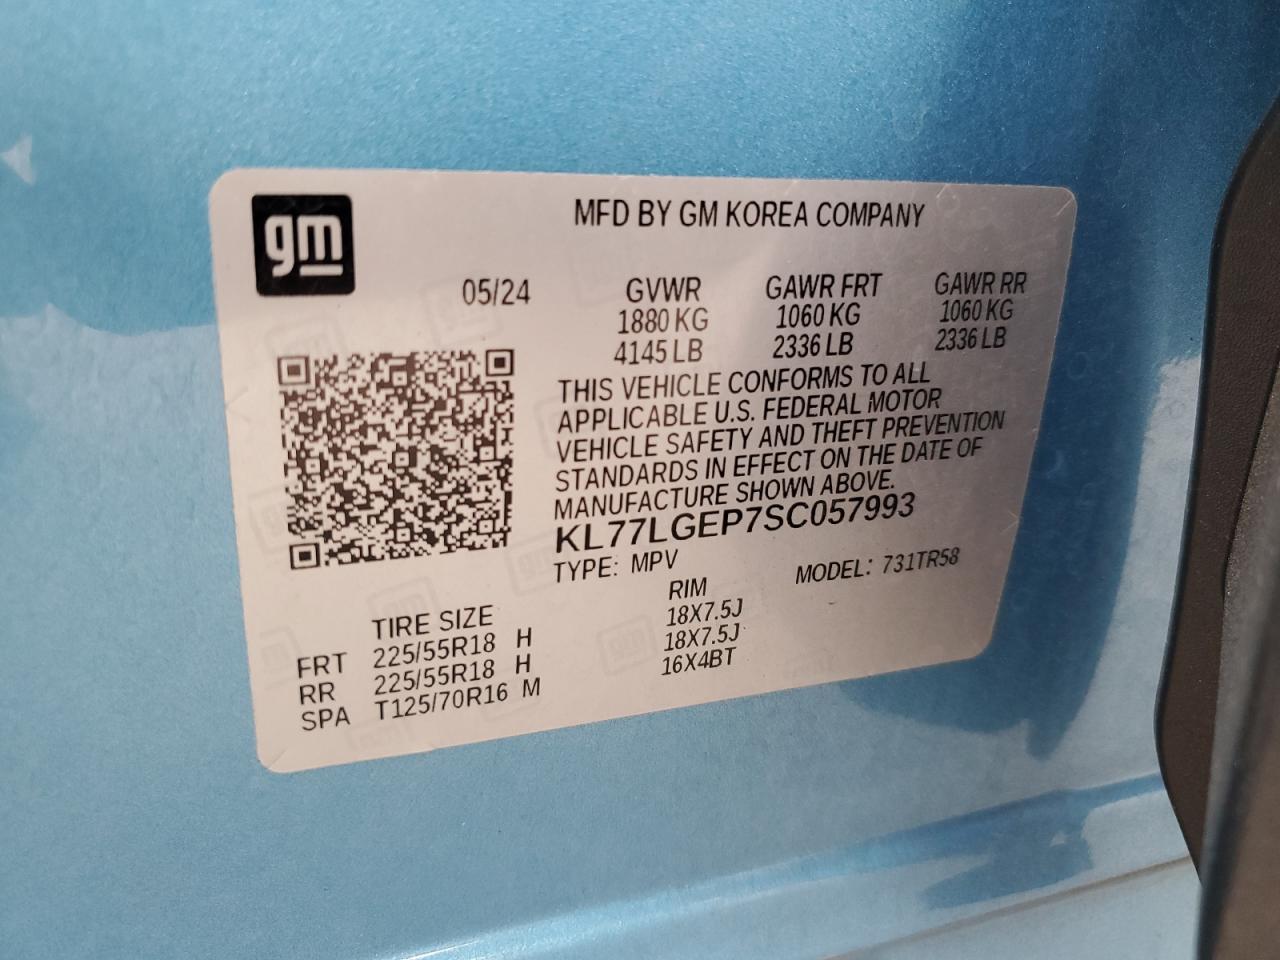 gm
MFD BY GM KOREA COMPANY
05/24 GVWR GAWR FRT GAWR RR
1880 KG 1060 KG 1060 KG
4145 LB 2336 LB 2336 LB
THIS VEHICLE CONFORMS TO ALL
APPLICABLE U.S. FEDERAL MOTOR
VEHICLE SAFETY AND THEFT PREVENTION
STANDARDS IN EFFECT ON THE DATE OF
MANUFACTURE SHOWN ABOVE.
KL77LGEP7SC057993
TYPE: MPV MODEL: 731TR58
TIRE SIZE RIM
FRT 225/55R18 H 18X7.5J
RR 225/55R18 H 18X7.5J
SPA T125/70R16 M 16X4BT